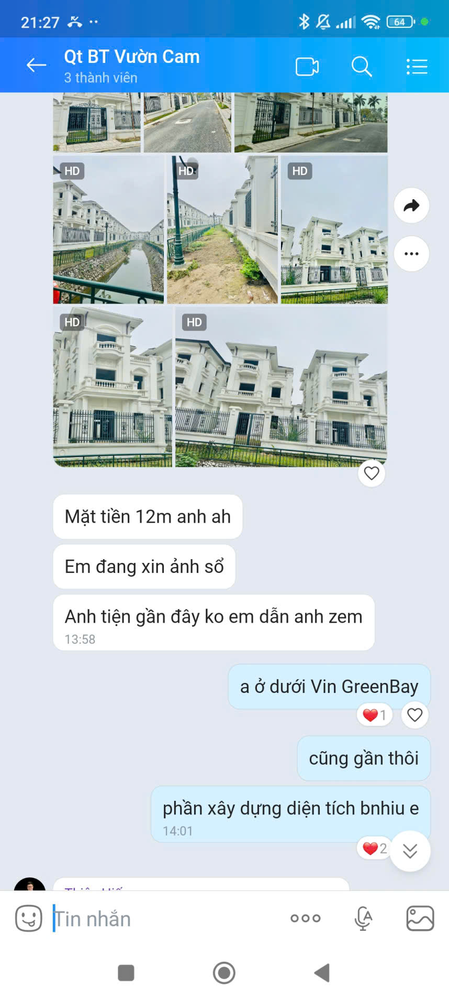 21:27
64
Qt BT Vườn Cam
3 thành viên
HD
HD
HD
HD
HD
Mặt tiền 12m anh ah
Em đang xin ảnh sổ
Anh tiện gần đây ko em dẫn anh zem
13:58
a ở dưới Vin GreenBay
1
cũng gần thôi
phần xây dựng diện tích bnhiu e
14:01
2
Tin nhắn